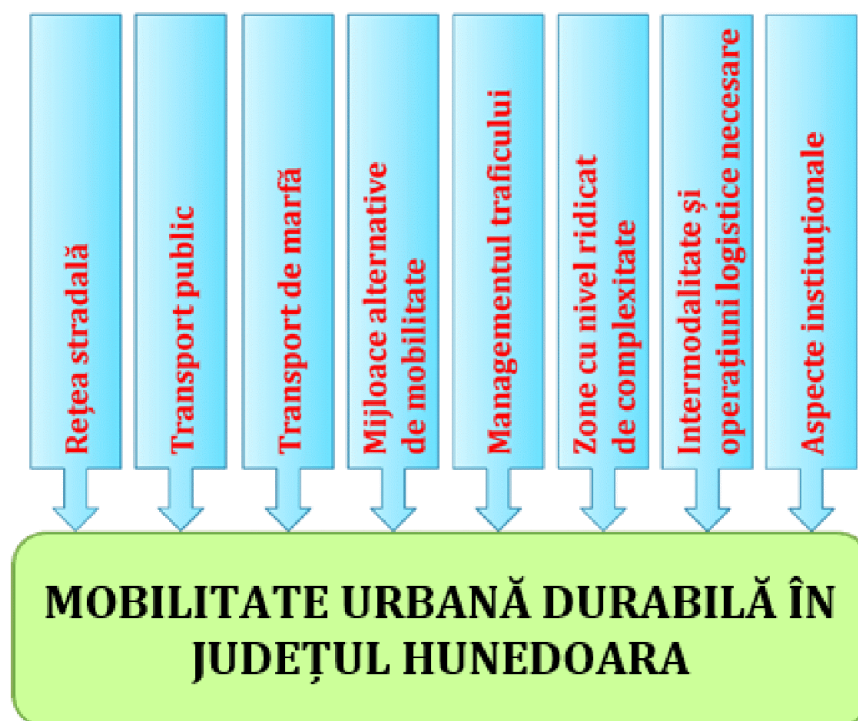 Rețea stradală
Transport public
Transport de marfă
Mijloace alternative
de mobilitate
Managementul traficului
Zone cu nivel ridicat
de complexitate
Intermodalitate și
operațiuni logistice necesare
Aspecte instituționale
MOBILITATE URBANĂ DURABILĂ ÎN
JUDEȚUL HUNEDOARA